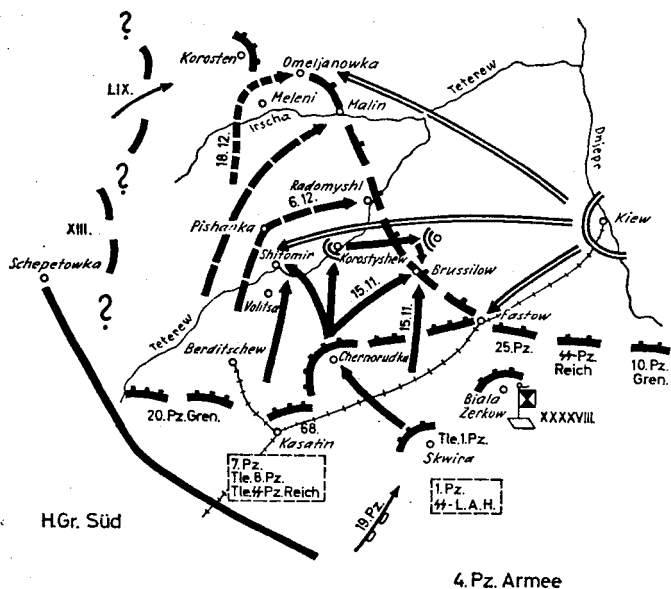 ?
Korosten
Omeljanowka
LIX.
Meleni
Malin
Teterew
Irscha
18.12.
Dnjepr
?
?
XIII.
Radomyshl
6.12.
Pishanka
Kiew
Schepetowka
Shitomir
Korostyshew
Brussilow
15.11.
15.11.
Volitsa
?
Teterew
Fastow
Berditschew
Chernorudka
25.Pz.
SS-Pz.
Reich
10.Pz.
Gren.
20.Pz.Gren.
68.
Biala
Zerkow
XXXXVIII.
Kasatin
Tle.1.Pz.
Skwira
7.Pz.
Tle.8.Pz.
Tle.SS-Pz.Reich
1.Pz.
SS-L.A.H.
19.Pz.
H.Gr. Süd
4.Pz. Armee